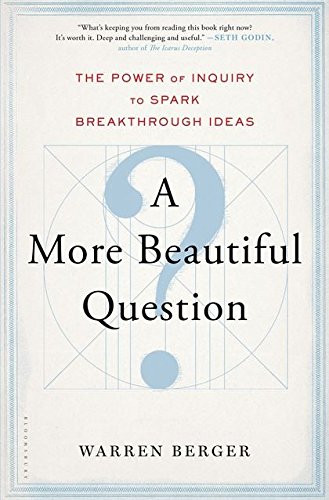 "What's keeping you from reading this book right now?
It's worth it. Deep and challenging and useful." —SETH GODIN,
author of The Icarus Deception
THE POWER OF INQUIRY
TO SPARK
BREAKTHROUGH IDEAS
?
A
More Beautiful
Question
BLOOMSBURY
WARREN BERGER